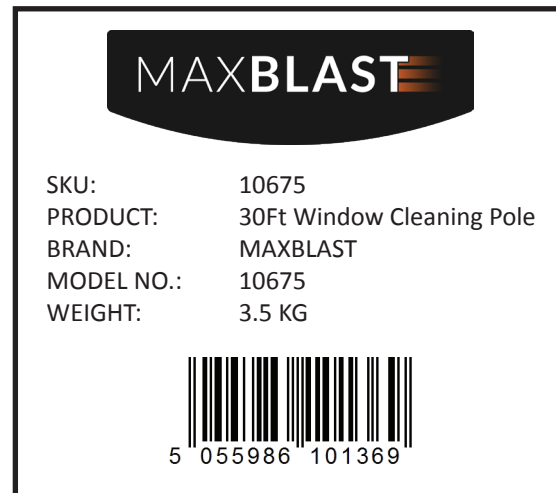 MAXBLAST
SKU: 10675
PRODUCT: 30Ft Window Cleaning Pole
BRAND: MAXBLAST
MODEL NO.: 10675
WEIGHT: 3.5 KG
5 055986 101369